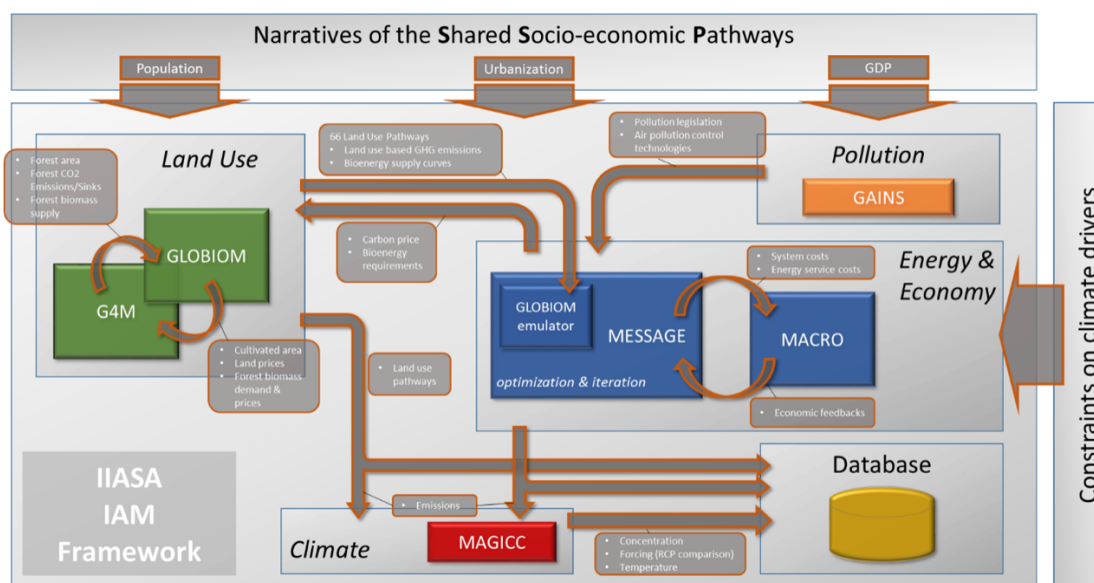 Narratives of the Shared Socio-economic Pathways
Population
Urbanization
GDP
Land Use
• Forest area
• Forest CO2
Emissions/Sinks
• Forest biomass
supply
GLOBIOM
G4M
• Cultivated area
• Land prices
• Forest biomass
demand &
prices
66 Land Use Pathways
• Land use based GHG emissions
• Bioenergy supply curves
• Carbon price
• Bioenergy
requirements
• Pollution legislation
• Air pollution control
technologies
Pollution
GAINS
Energy &
Economy
• System costs
• Energy service costs
GLOBIOM
emulator
MESSAGE
MACRO
optimization & iteration
• Economic feedbacks
• Land use
pathways
• Emissions
Climate
MAGICC
• Concentration
• Forcing (RCP comparison)
• Temperature
Database
IIASA
IAM
Framework
Constraints on climate drivers